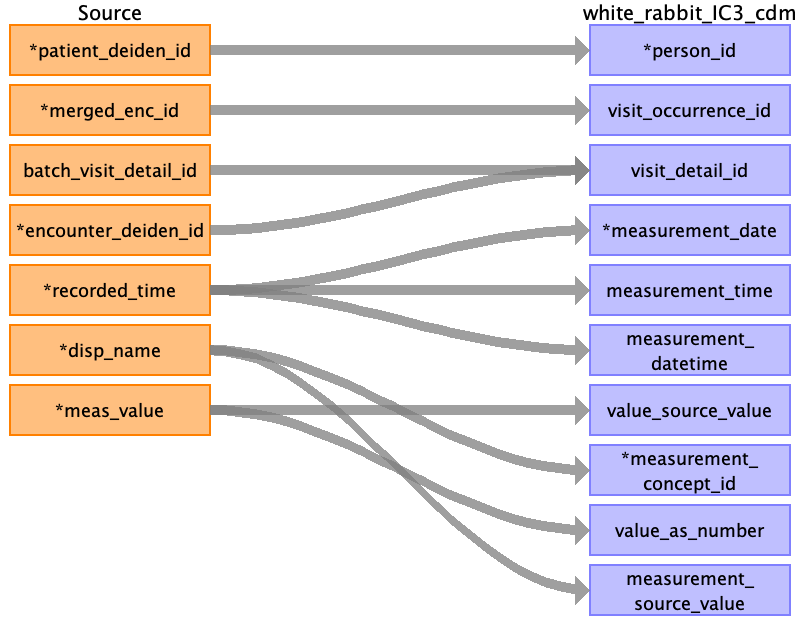 Source
white_rabbit_IC3_cdm
*patient_deiden_id
*person_id
*merged_enc_id
visit_occurrence_id
batch_visit_detail_id
visit_detail_id
*encounter_deiden_id
*measurement_date
*recorded_time
measurement_time
*disp_name
measurement_
datetime
*meas_value
value_source_value
*measurement_
concept_id
value_as_number
measurement_
source_value